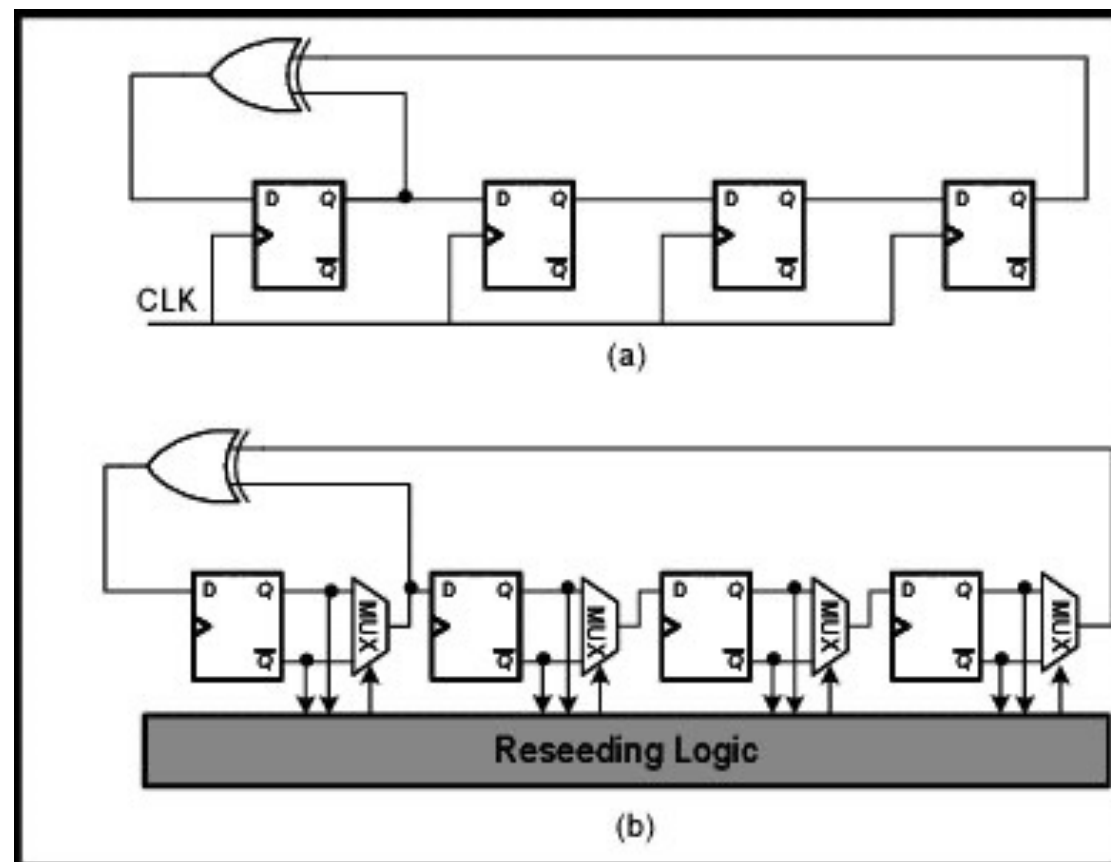 D Q D Q D Q D Q
Q̅ Q̅ Q̅ Q̅
CLK
(a)
D Q MUX D Q MUX D Q MUX D Q MUX
Q̅ Q̅ Q̅ Q̅
Reseeding Logic
(b)